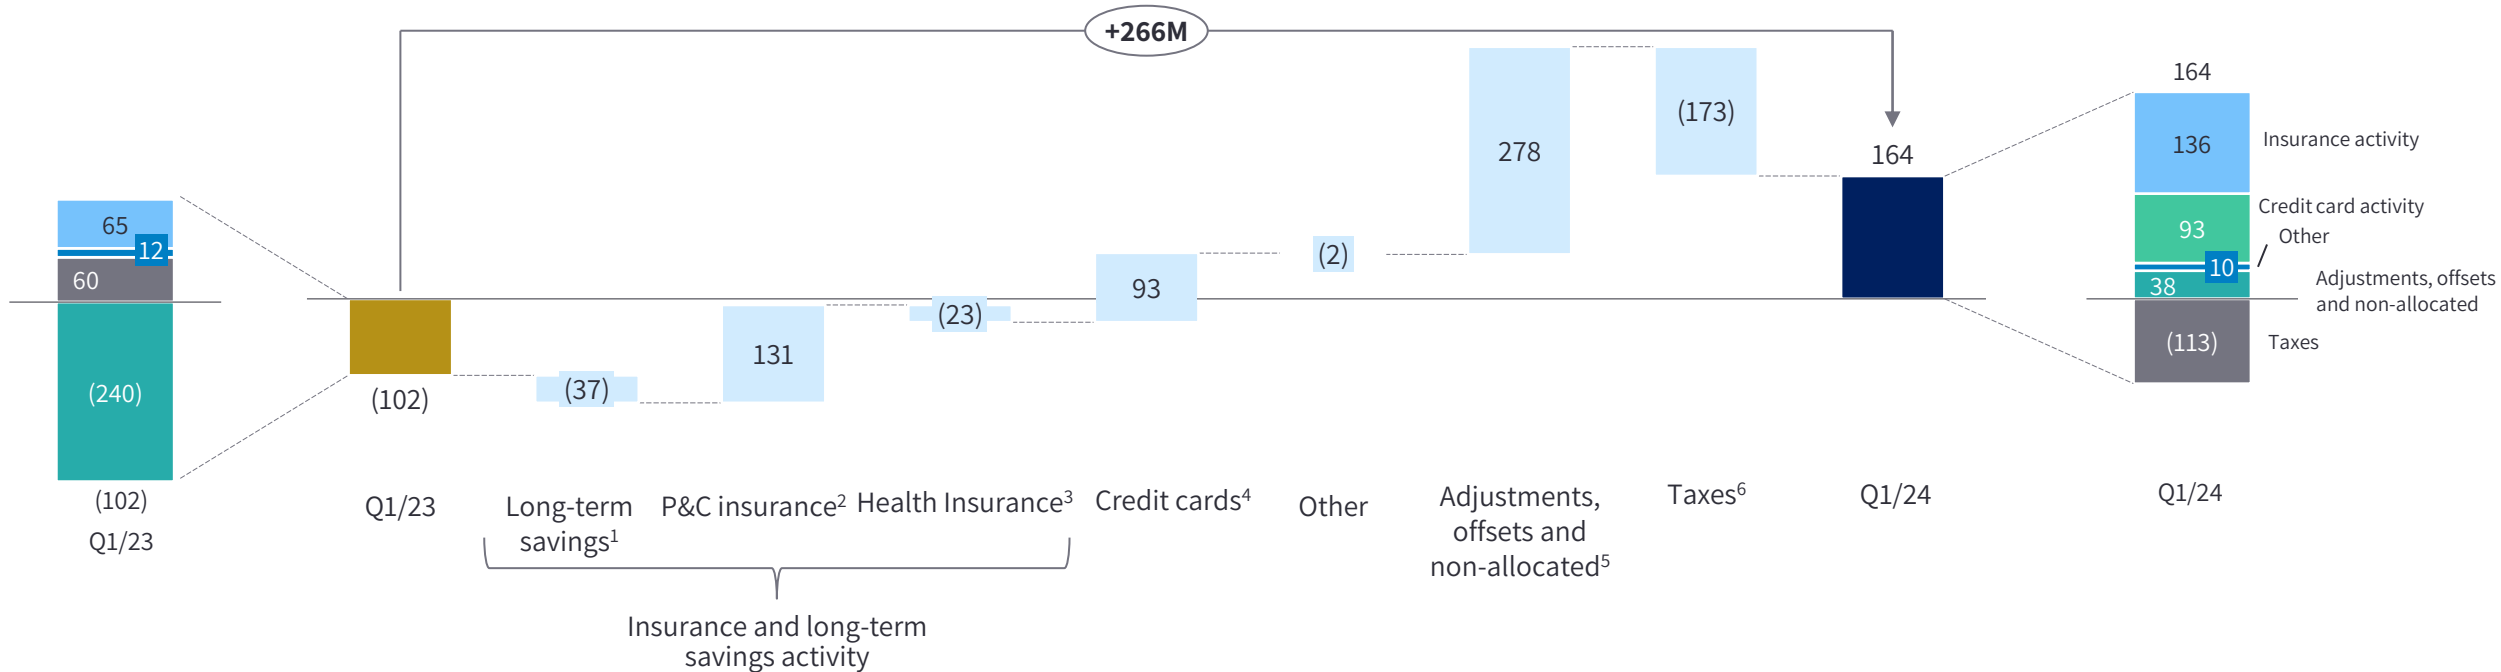 +266M
65
12
60
(240)
(102)
Q1/23
(102)
Q1/23
(37)
Long-term
savings1
131
P&C insurance2
(23)
Health Insurance3
Insurance and long-term
savings activity
93
Credit cards4
(2)
Other
278
Adjustments,
offsets and
non-allocated5
(173)
Taxes6
164
Q1/24
164
136
Insurance activity
93
Credit card activity
10
Other
38
Adjustments, offsets
and non-allocated
(113)
Taxes
Q1/24